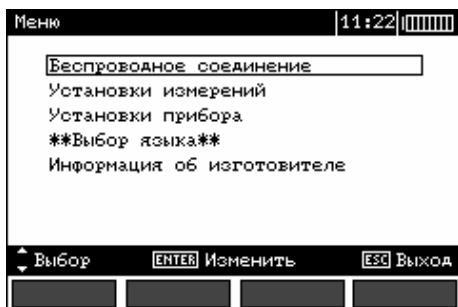 Меню 11:22
Беспроводное соединение
Установки измерений
Установки прибора
**Выбор языка**
Информация об изготовителе
Выбор ENTER Изменить ESC Выход